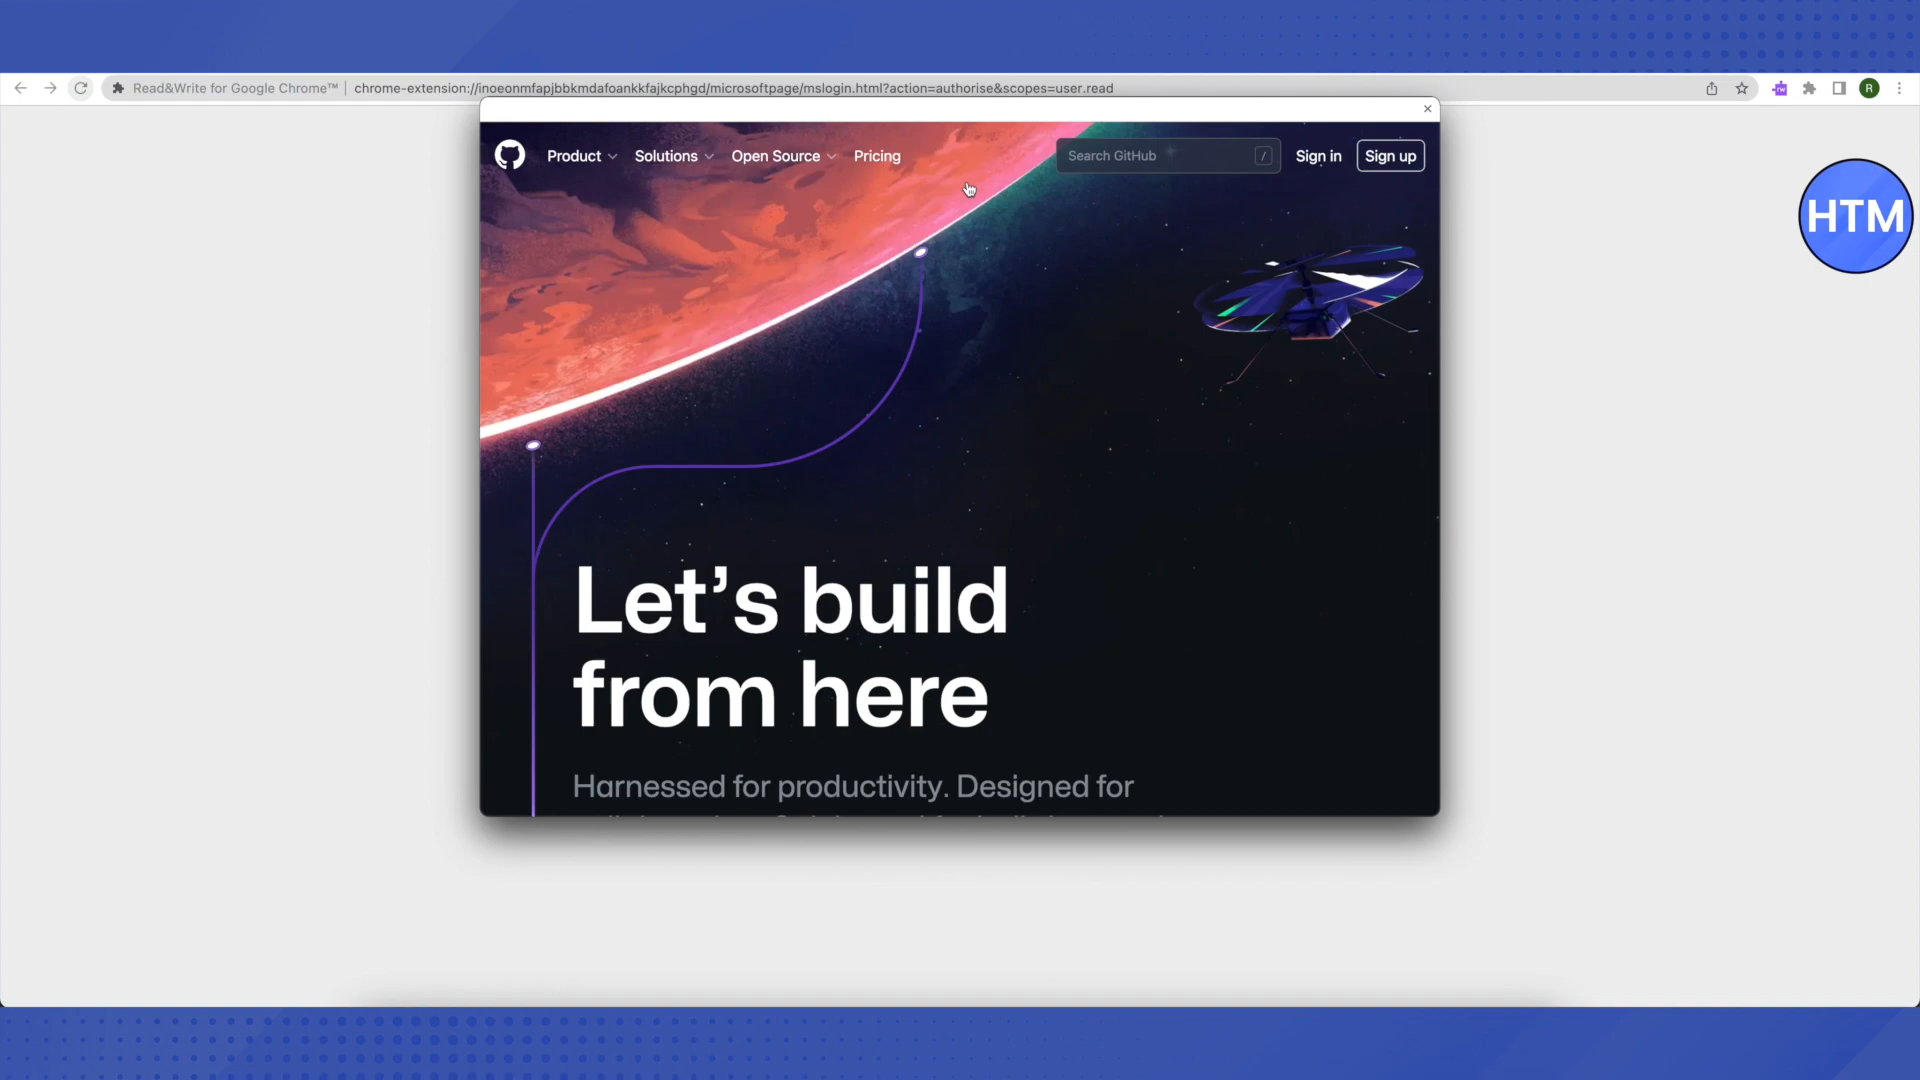 Read&Write for Google Chrome™ | chrome-extension://inoeonmfapjbbkmdafoankkfajkcphgd/microsoftpage/mslogin.html?action=authorise&scopes=user.read
rw
R
Product
Solutions
Open Source
Pricing
Search GitHub
/
Sign in
Sign up
HTM
Let's build
from here
Harnessed for productivity. Designed for